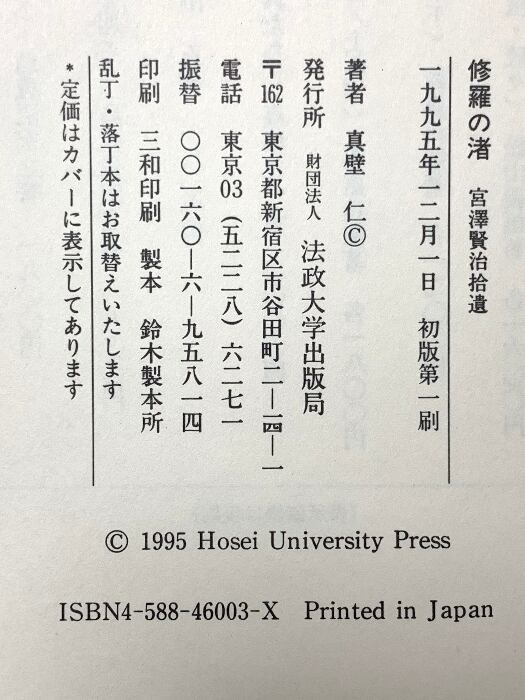 修羅の渚　宮澤賢治拾遺
一九九五年一二月一日　初版第一刷
著者　真壁　仁©
発行所　財団法人　法政大学出版局
〒162　東京都新宿区市谷田町二―一四―一
電話　東京03（五二二八）六二七一
振替　〇〇一六〇―六―九五八一四
印刷　三和印刷　製本　鈴木製本所
乱丁・落丁本はお取替えいたします
＊定価はカバーに表示してあります
© 1995 Hosei University Press
ISBN4-588-46003-X　Printed in Japan